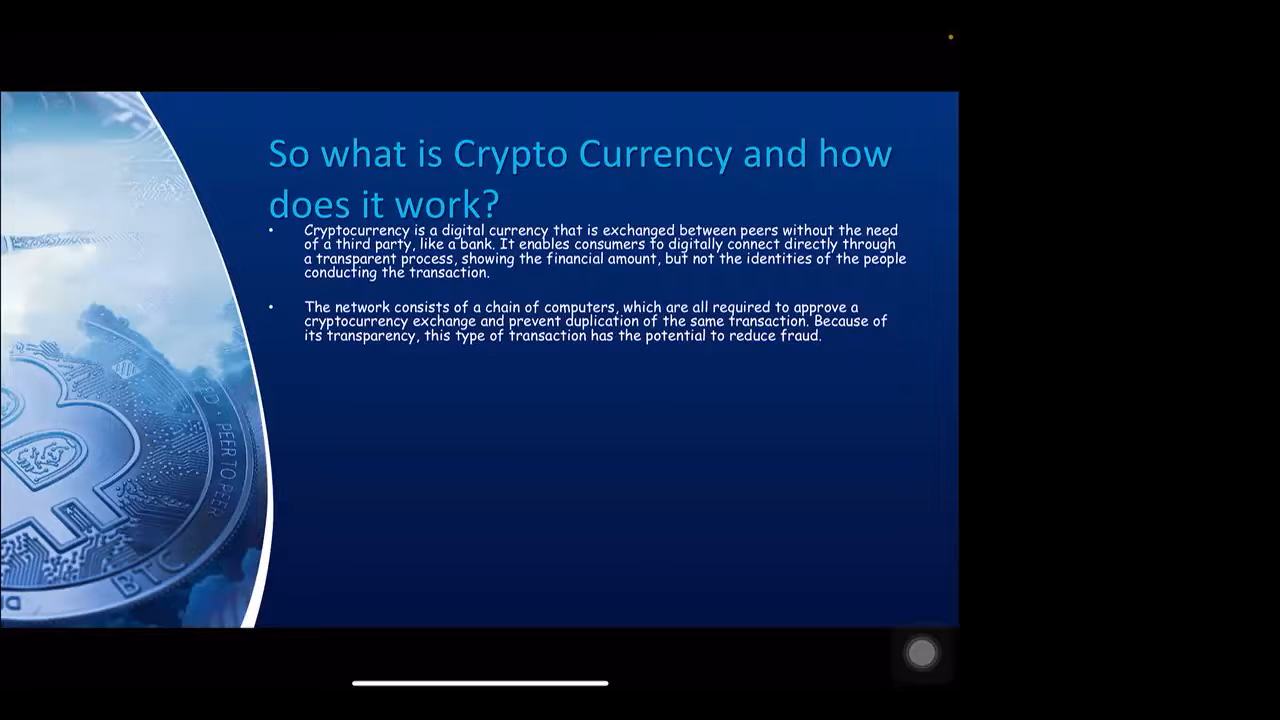 So what is Crypto Currency and how
does it work?
• Cryptocurrency is a digital currency that is exchanged between peers without the need
of a third party, like a bank. It enables consumers to digitally connect directly through
a transparent process, showing the financial amount, but not the identities of the people
conducting the transaction.
• The network consists of a chain of computers, which are all required to approve a
cryptocurrency exchange and prevent duplication of the same transaction. Because of
its transparency, this type of transaction has the potential to reduce fraud.
PEER TO PEER
BTC